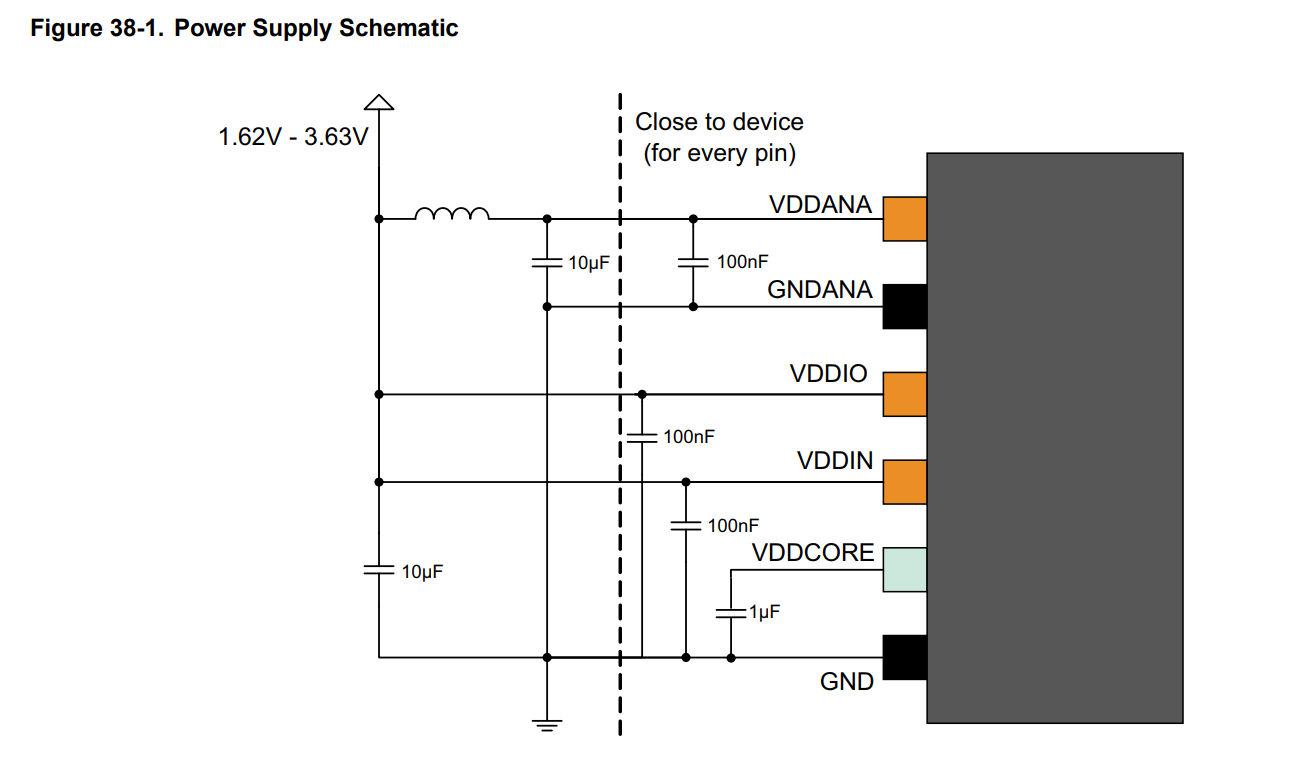 Figure 38-1. Power Supply Schematic
1.62V - 3.63V
Close to device
(for every pin)
VDDANA
10µF
100nF
GNDANA
VDDIO
100nF
VDDIN
100nF
VDDCORE
10µF
1µF
GND